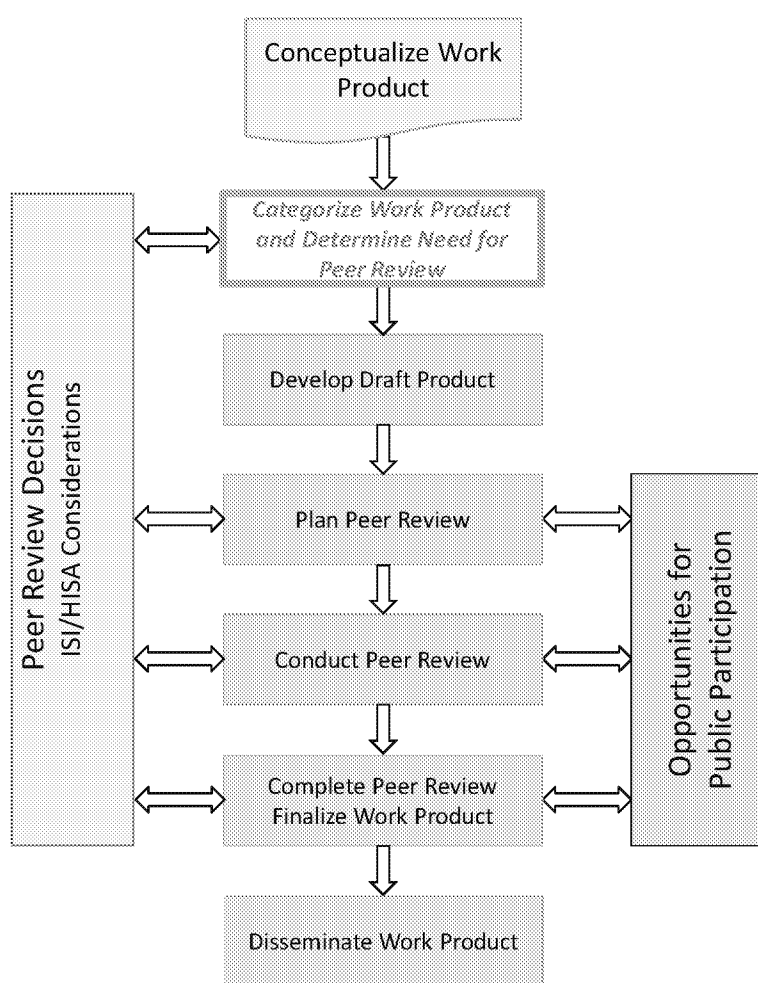 Conceptualize Work
Product
Categorize Work Product
and Determine Need for
Peer Review
Develop Draft Product
Peer Review Decisions
ISI/HISA Considerations
Plan Peer Review
Opportunities for
Public Participation
Conduct Peer Review
Complete Peer Review
Finalize Work Product
Disseminate Work Product